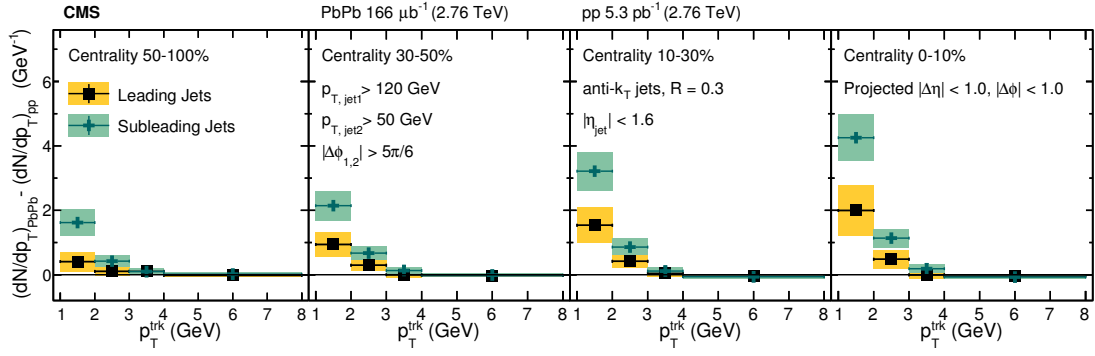 CMS
PbPb 166 μb⁻¹ (2.76 TeV)
pp 5.3 pb⁻¹ (2.76 TeV)
(dN/dp_T)_PbPb - (dN/dp_T)_pp (GeV⁻¹)
6
4
2
0
Centrality 50-100%
Leading Jets
Subleading Jets
Centrality 30-50%
p_T, jet1 > 120 GeV
p_T, jet2 > 50 GeV
|Δϕ_1,2| > 5π/6
Centrality 10-30%
anti-k_T jets, R = 0.3
|η_jet| < 1.6
Centrality 0-10%
Projected |Δη| < 1.0, |Δϕ| < 1.0
1 2 3 4 5 6 7 8 1 2 3 4 5 6 7 8 1 2 3 4 5 6 7 8 1 2 3 4 5 6 7 8
p_T^trk (GeV) p_T^trk (GeV) p_T^trk (GeV) p_T^trk (GeV)